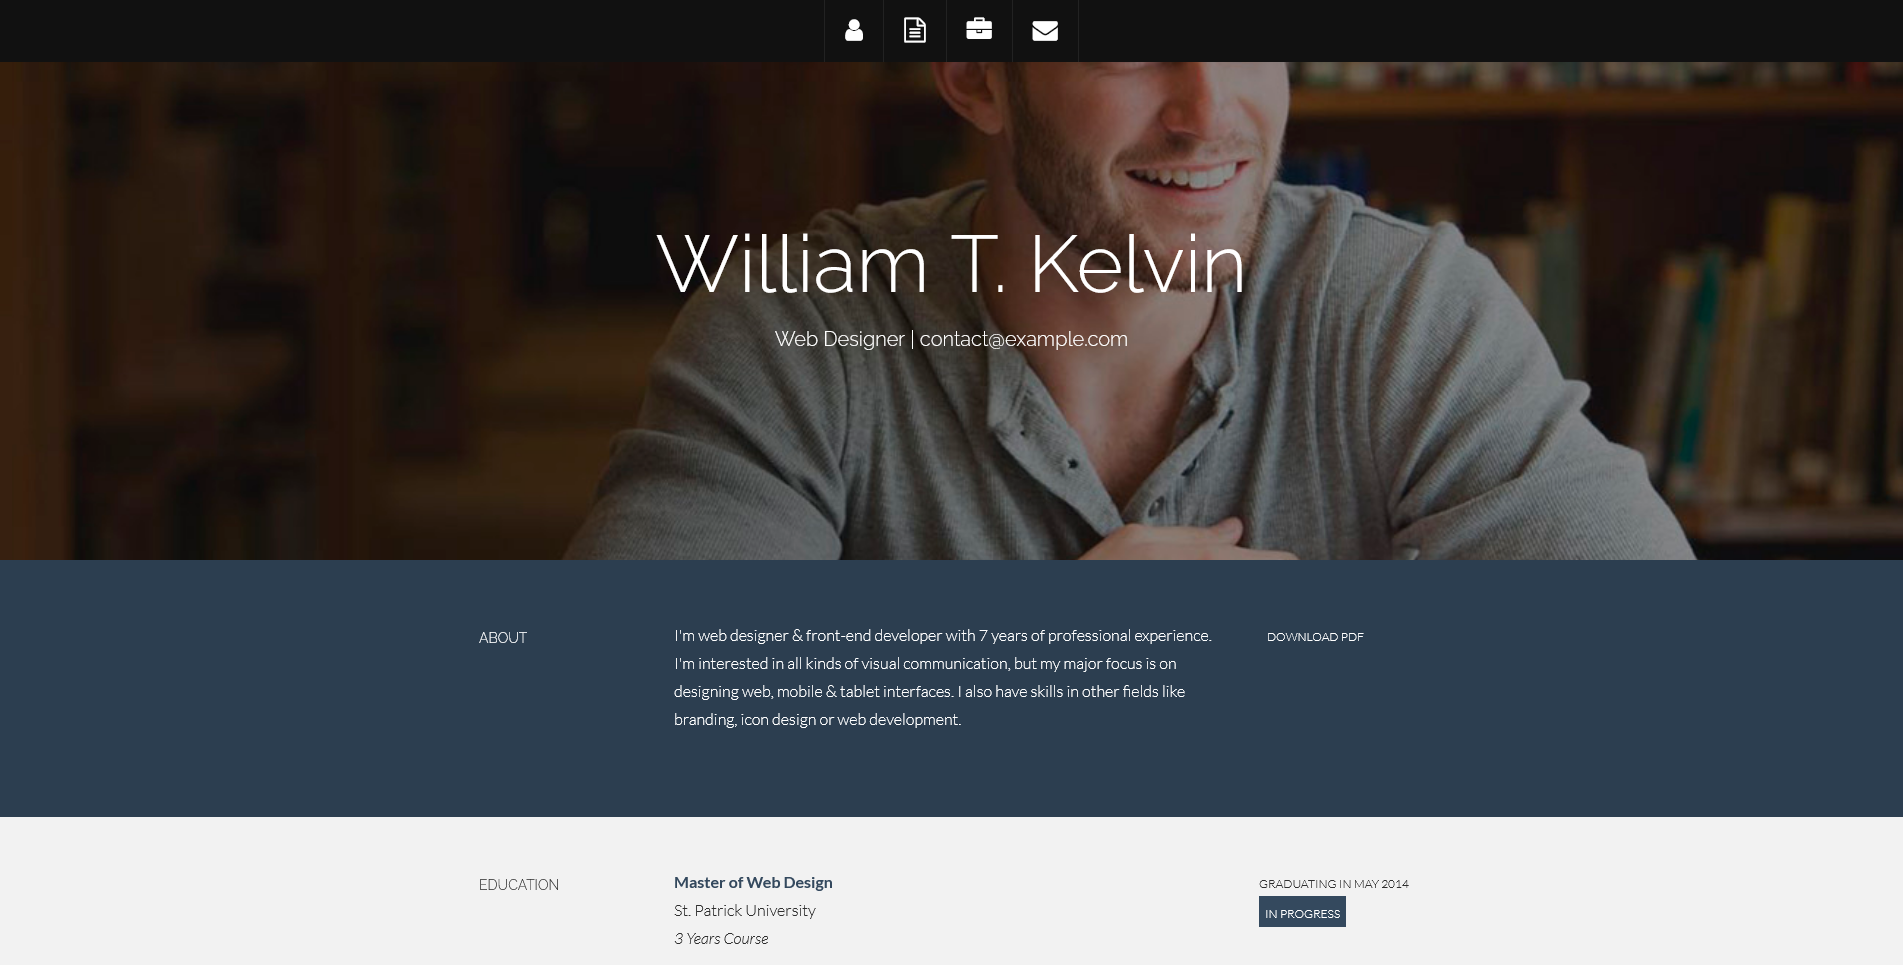 William T. Kelvin
Web Designer | contact@example.com
ABOUT
I'm web designer & front-end developer with 7 years of professional experience.
I'm interested in all kinds of visual communication, but my major focus is on
designing web, mobile & tablet interfaces. I also have skills in other fields like
branding, icon design or web development.
DOWNLOAD PDF
EDUCATION
Master of Web Design
St. Patrick University
3 Years Course
GRADUATING IN MAY 2014
IN PROGRESS